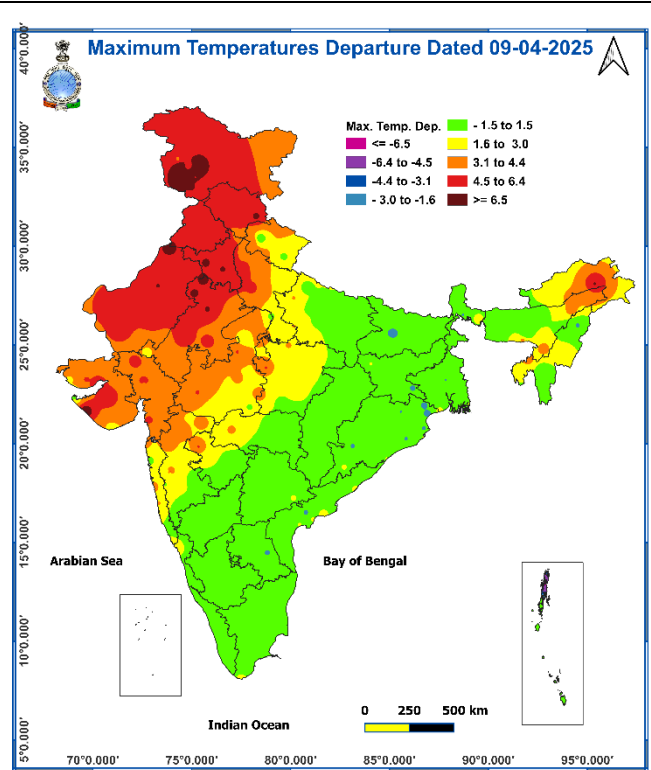 Maximum Temperatures Departure Dated 09-04-2025
Max. Temp. Dep.
<= -6.5
-6.4 to -4.5
-4.4 to -3.1
- 3.0 to -1.6
- 1.5 to 1.5
1.6 to 3.0
3.1 to 4.4
4.5 to 6.4
>= 6.5
40°0.000'
35°0.000'
30°0.000'
25°0.000'
20°0.000'
15°0.000'
10°0.000'
5°0.000'
Arabian Sea
Bay of Bengal
Indian Ocean
0 250 500 km
70°0.000' 75°0.000' 80°0.000' 85°0.000' 90°0.000' 95°0.000'